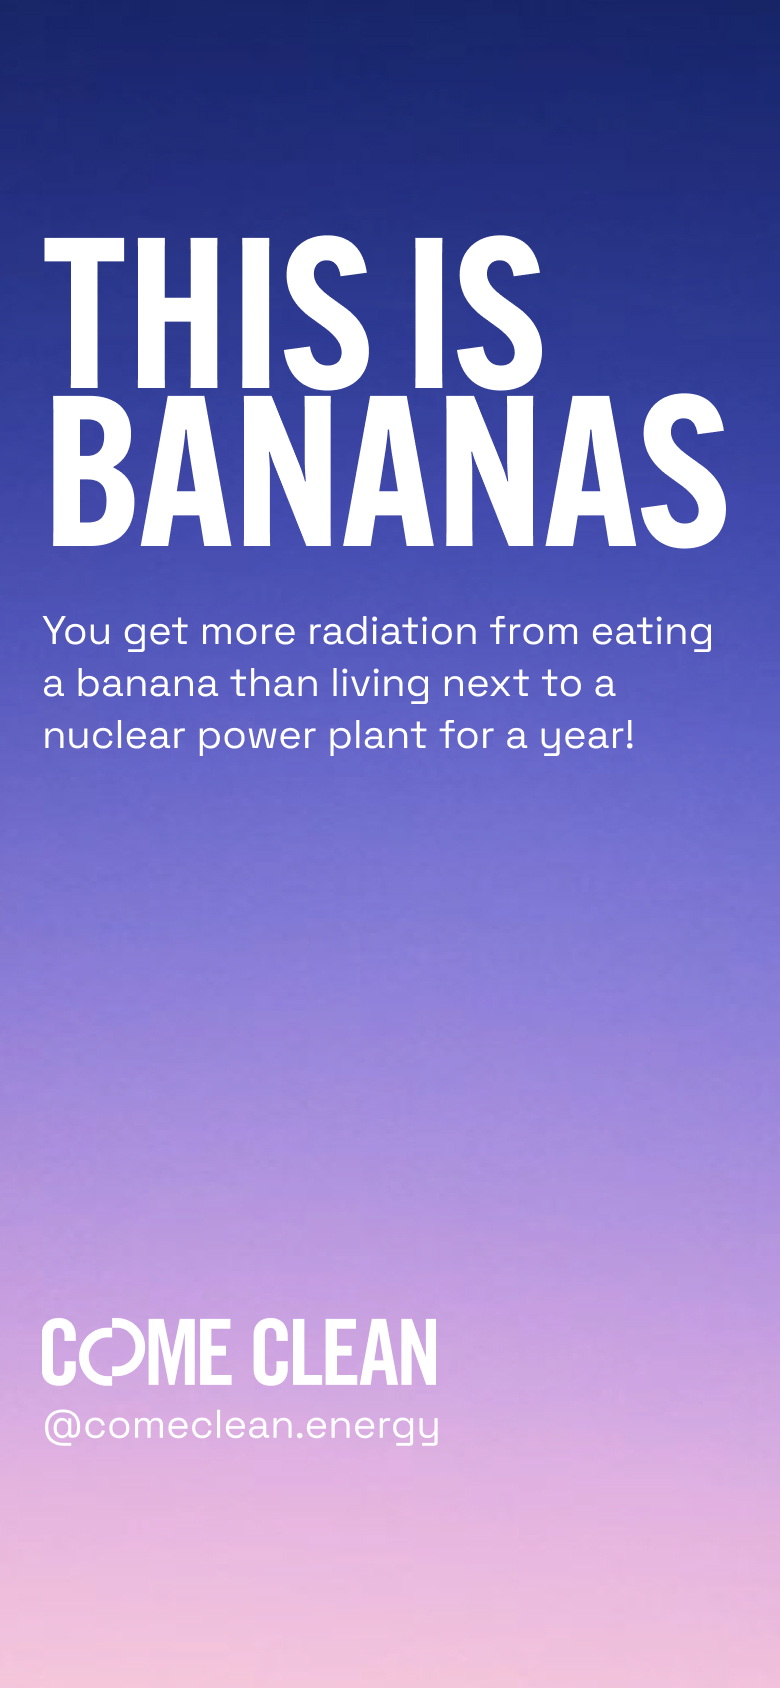 THIS IS
BANANAS
You get more radiation from eating
a banana than living next to a
nuclear power plant for a year!
COME CLEAN
@comeclean.energy